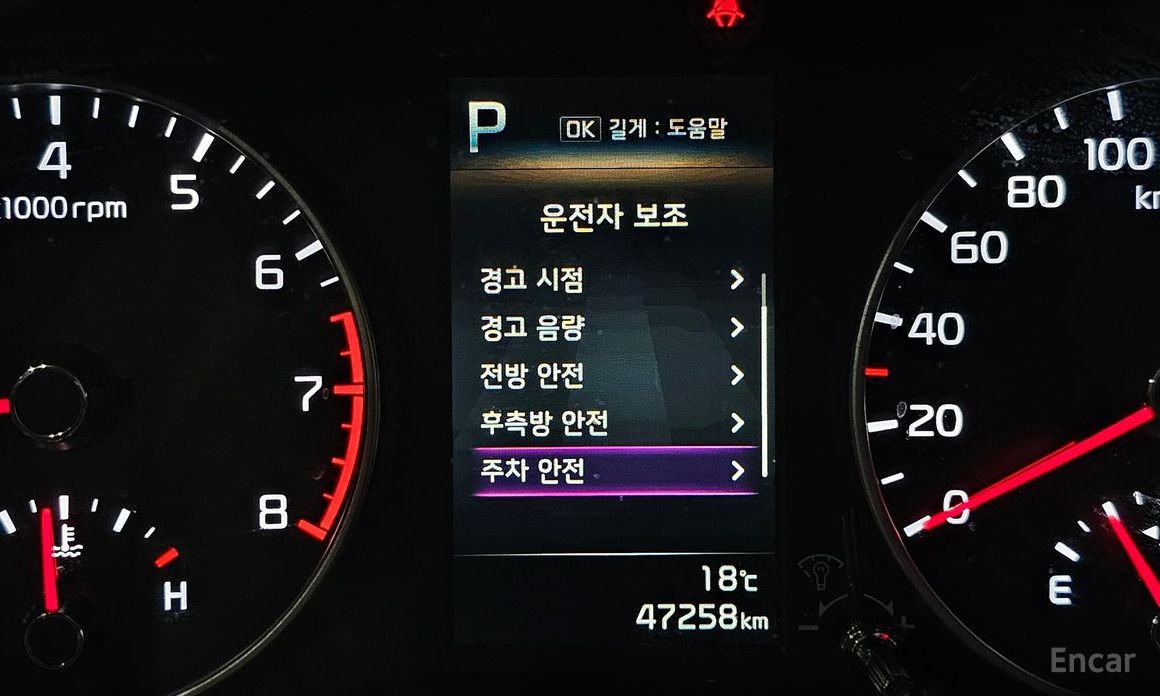 P
OK 길게 : 도움말
운전자 보조
경고 시점
경고 음량
전방 안전
후측방 안전
주차 안전
18℃
47258km
4
5
6
7
8
x1000rpm
H
100
80
60
40
20
0
E
Encar